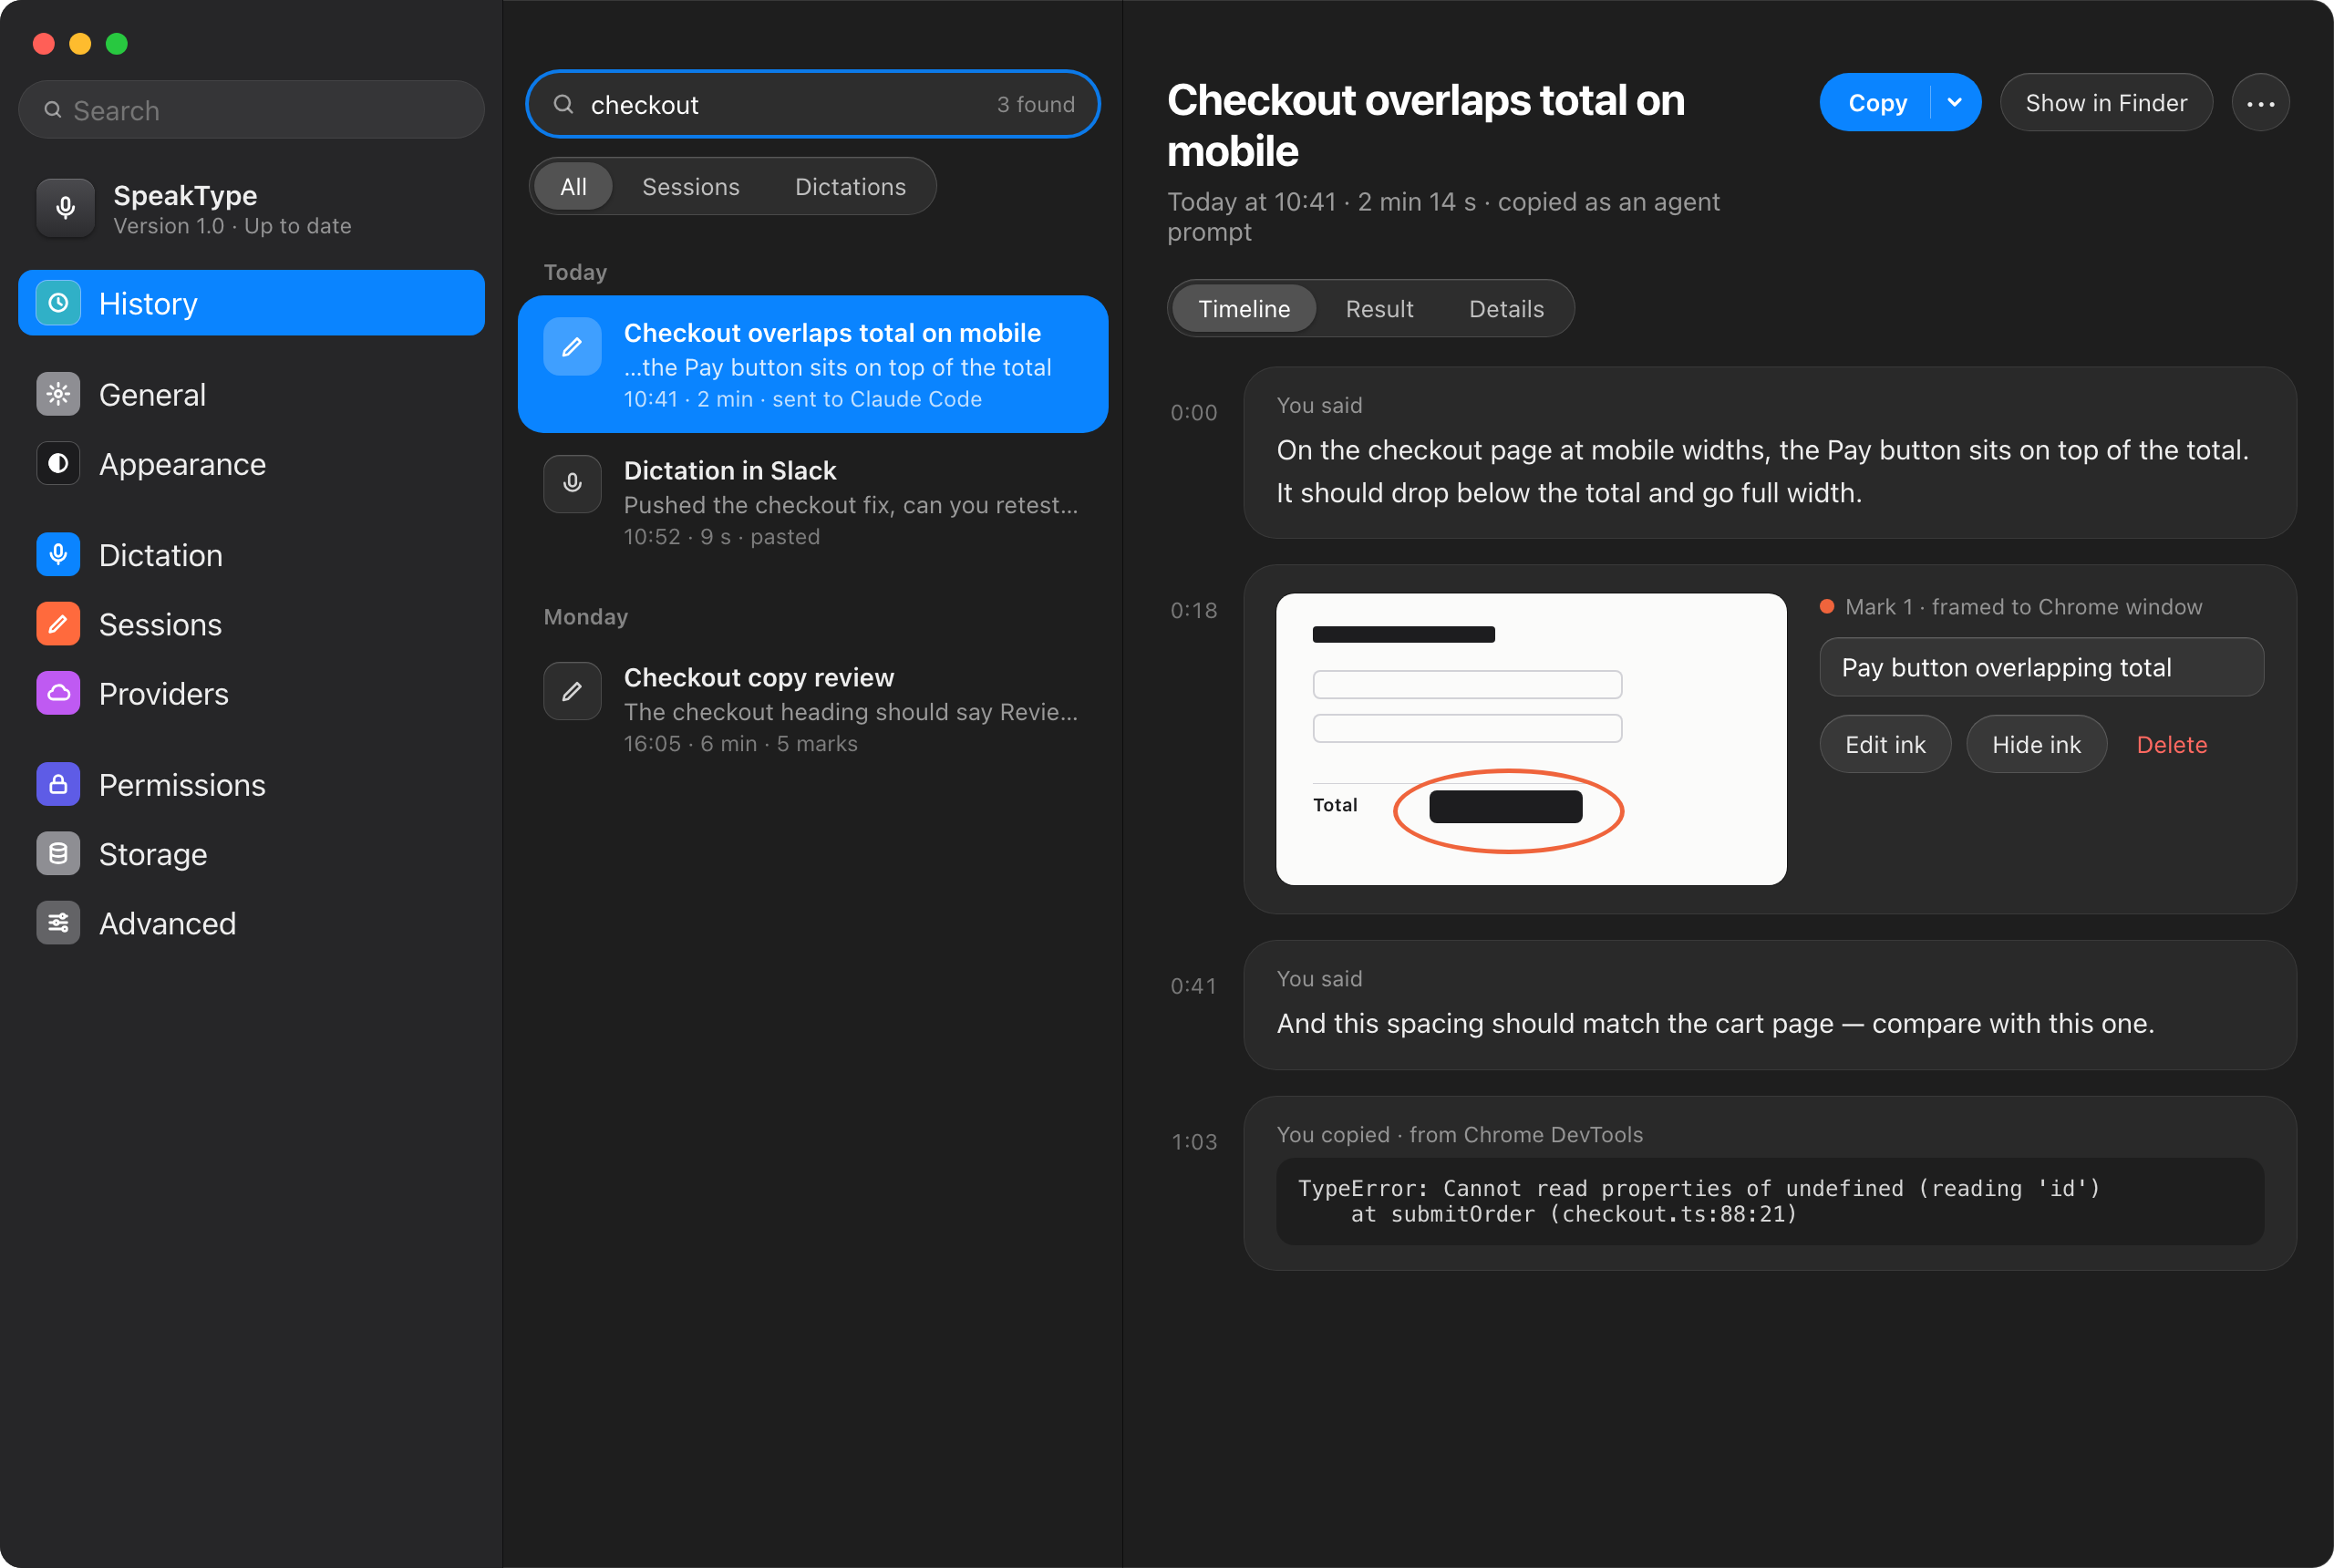 Search
SpeakType
Version 1.0 · Up to date
History
General
Appearance
Dictation
Sessions
Providers
Permissions
Storage
Advanced
checkout
3 found
All
Sessions
Dictations
Today
Checkout overlaps total on mobile
...the Pay button sits on top of the total
10:41 · 2 min · sent to Claude Code
Dictation in Slack
Pushed the checkout fix, can you retest...
10:52 · 9 s · pasted
Monday
Checkout copy review
The checkout heading should say Revie...
16:05 · 6 min · 5 marks
Checkout overlaps total on
mobile
Today at 10:41 · 2 min 14 s · copied as an agent
prompt
Copy
Show in Finder
Timeline
Result
Details
0:00
You said
On the checkout page at mobile widths, the Pay button sits on top of the total.
It should drop below the total and go full width.
0:18
Total
Mark 1 · framed to Chrome window
Pay button overlapping total
Edit ink
Hide ink
Delete
0:41
You said
And this spacing should match the cart page — compare with this one.
1:03
You copied · from Chrome DevTools
TypeError: Cannot read properties of undefined (reading 'id')
at submitOrder (checkout.ts:88:21)